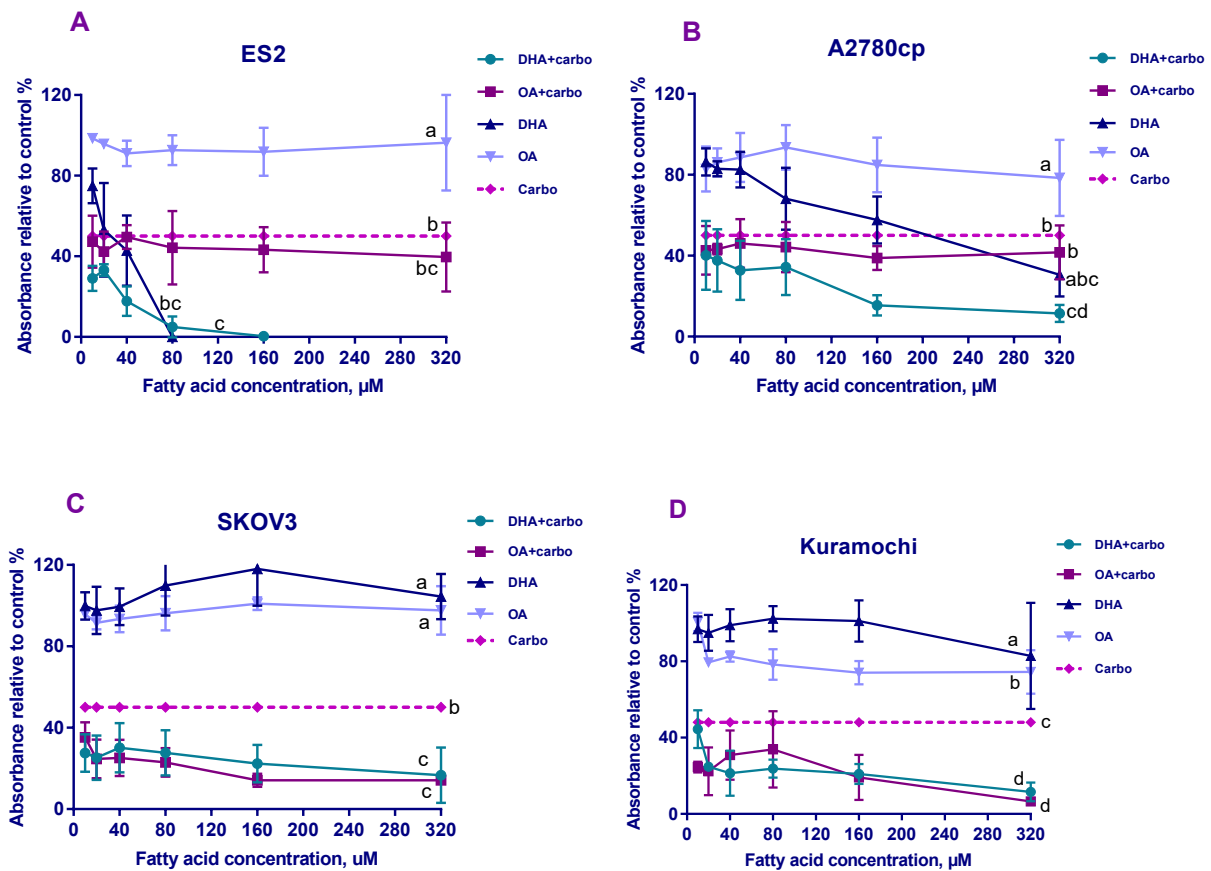 A
ES2
Absorbance relative to control %
120
80
40
0
0 40 80 120 160 200 240 280 320
Fatty acid concentration, µM
a
b
bc
bc
c
DHA+carbo
OA+carbo
DHA
OA
Carbo
B
A2780cp
Absorbance relative to control %
120
80
40
0
0 40 80 120 160 200 240 280 320
Fatty acid concentration, µM
a
b
b
abc
cd
DHA+carbo
OA+carbo
DHA
OA
Carbo
C
SKOV3
Absorbance relative to control %
120
80
40
0
0 40 80 120 160 200 240 280 320
Fatty acid concentration, uM
a
a
b
c
c
DHA+carbo
OA+carbo
DHA
OA
Carbo
D
Kuramochi
Absorbance relative to control %
120
80
40
0
0 40 80 120 160 200 240 280 320
Fatty acid concentration, µM
a
b
c
d
d
DHA+carbo
OA+carbo
DHA
OA
Carbo